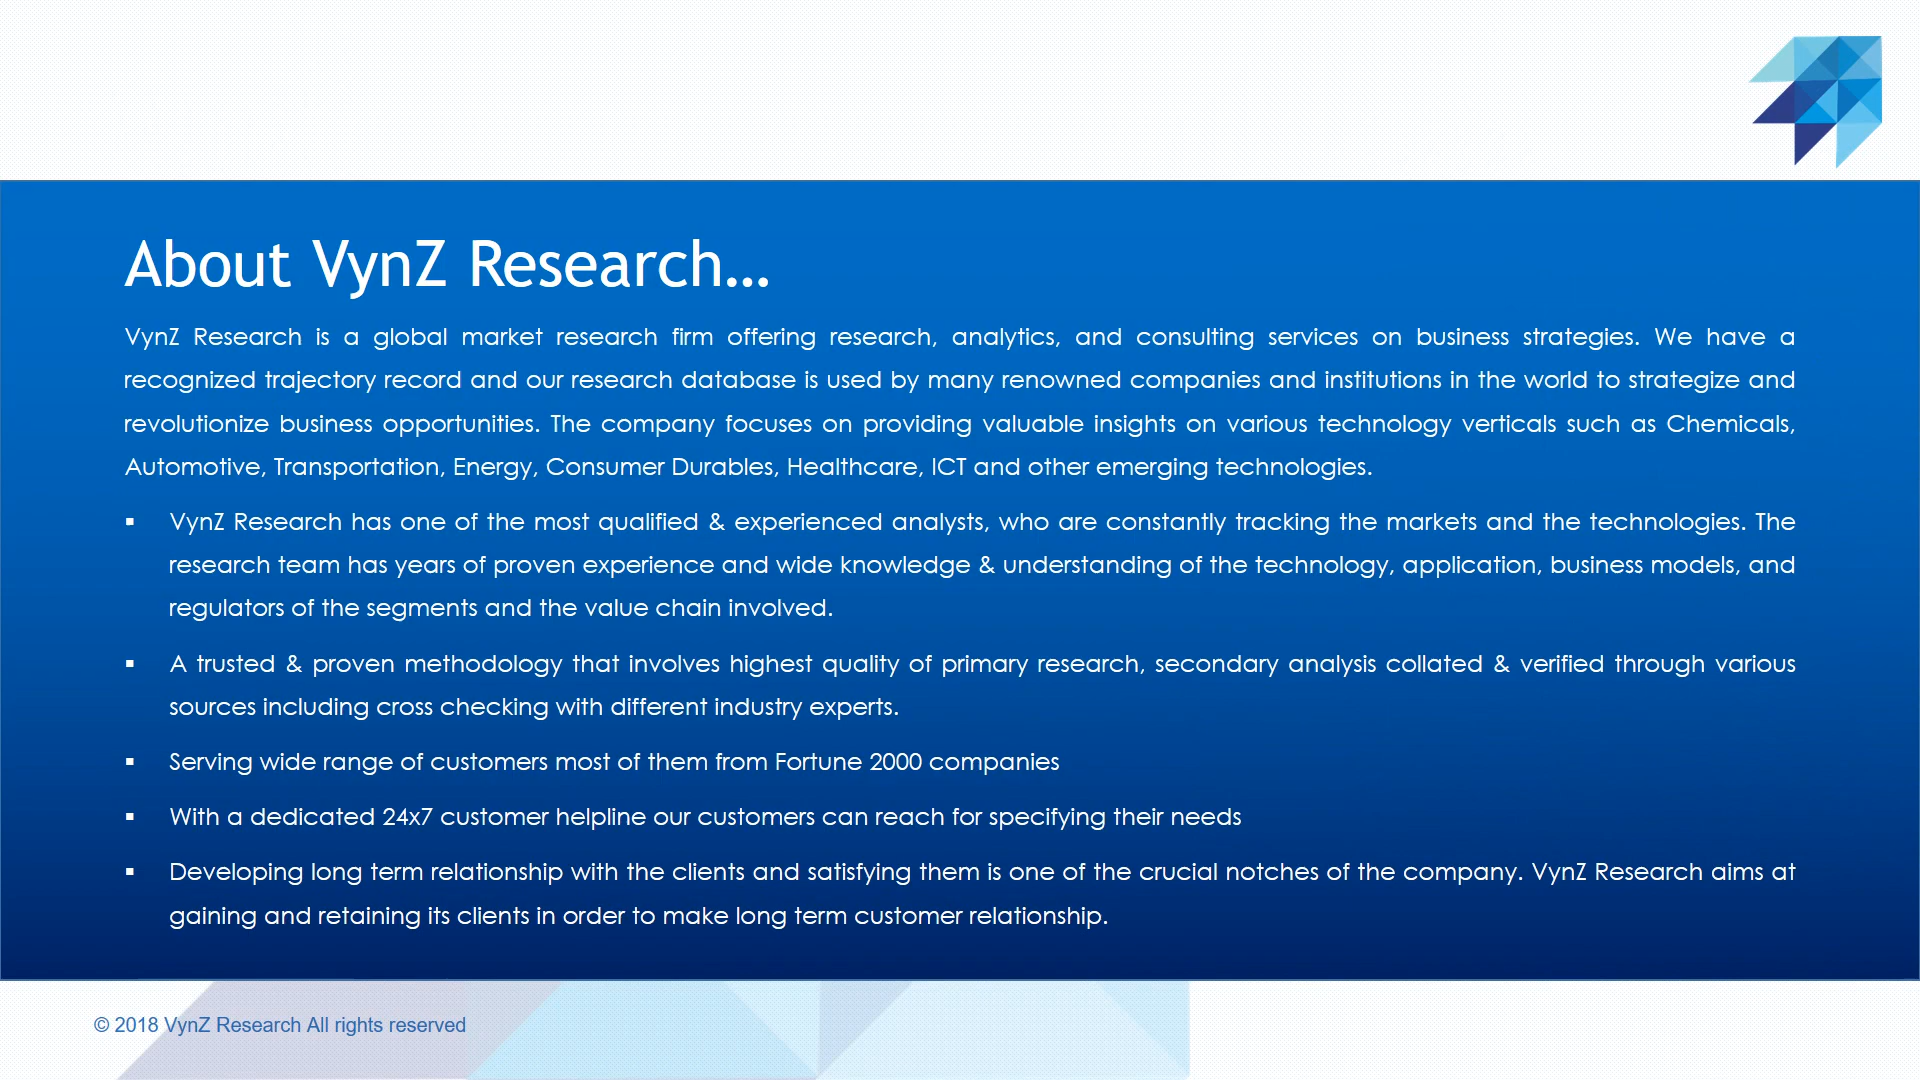 About VynZ Research...
VynZ Research is a global market research firm offering research, analytics, and consulting services on business strategies. We have a
recognized trajectory record and our research database is used by many renowned companies and institutions in the world to strategize and
revolutionize business opportunities. The company focuses on providing valuable insights on various technology verticals such as Chemicals,
Automotive, Transportation, Energy, Consumer Durables, Healthcare, ICT and other emerging technologies.
▪ VynZ Research has one of the most qualified & experienced analysts, who are constantly tracking the markets and the technologies. The
research team has years of proven experience and wide knowledge & understanding of the technology, application, business models, and
regulators of the segments and the value chain involved.
▪ A trusted & proven methodology that involves highest quality of primary research, secondary analysis collated & verified through various
sources including cross checking with different industry experts.
▪ Serving wide range of customers most of them from Fortune 2000 companies
▪ With a dedicated 24x7 customer helpline our customers can reach for specifying their needs
▪ Developing long term relationship with the clients and satisfying them is one of the crucial notches of the company. VynZ Research aims at
gaining and retaining its clients in order to make long term customer relationship.
© 2018 VynZ Research All rights reserved